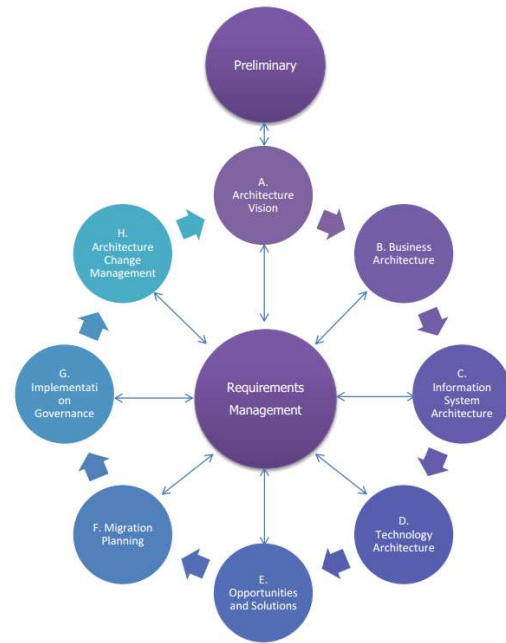 Preliminary
A.
Architecture
Vision
B. Business
Architecture
C.
Information
System
Architecture
D.
Technology
Architecture
E.
Opportunities
and Solutions
F. Migration
Planning
G.
Implementati
on
Governance
H.
Architecture
Change
Management
Requirements
Management